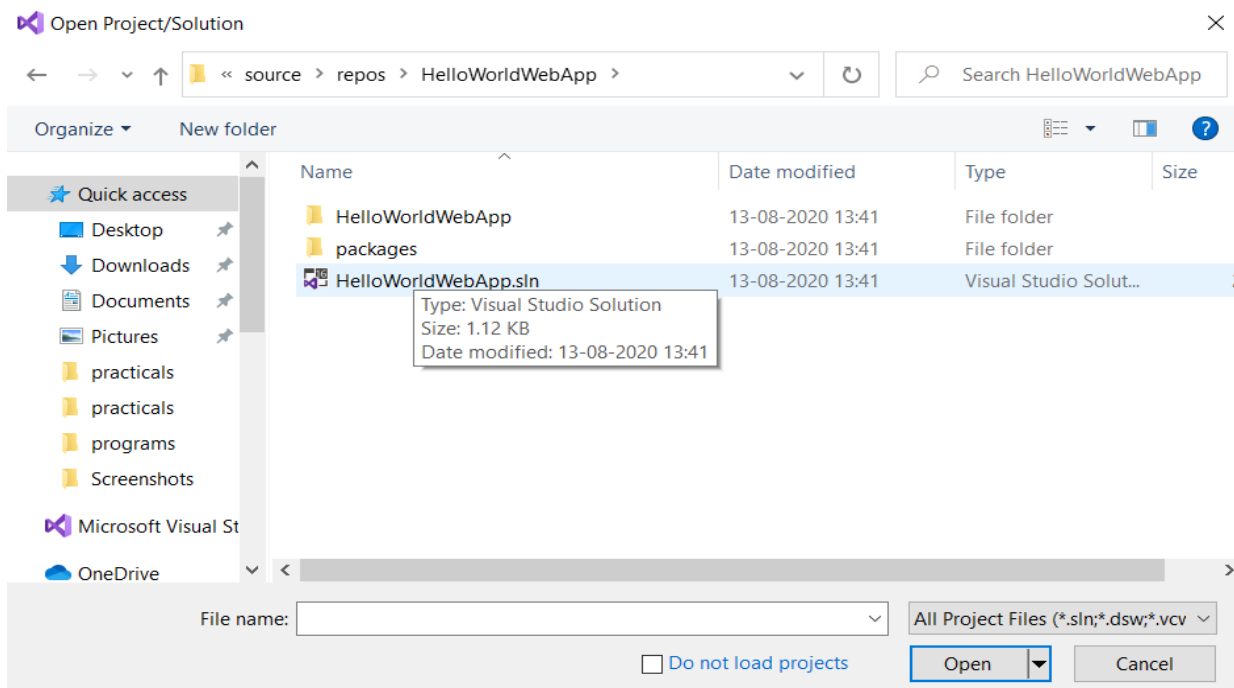 Open Project/Solution
« source > repos > HelloWorldWebApp >
Search HelloWorldWebApp
Organize
New folder
?
Name
Date modified
Type
Size
Quick access
Desktop
Downloads
Documents
Pictures
practicals
practicals
programs
Screenshots
Microsoft Visual St
OneDrive
HelloWorldWebApp 13-08-2020 13:41 File folder
packages 13-08-2020 13:41 File folder
HelloWorldWebApp.sln 13-08-2020 13:41 Visual Studio Solut...
Type: Visual Studio Solution
Size: 1.12 KB
Date modified: 13-08-2020 13:41
File name:
All Project Files (*.sln;*.dsw;*.vcw
Do not load projects
Open
Cancel